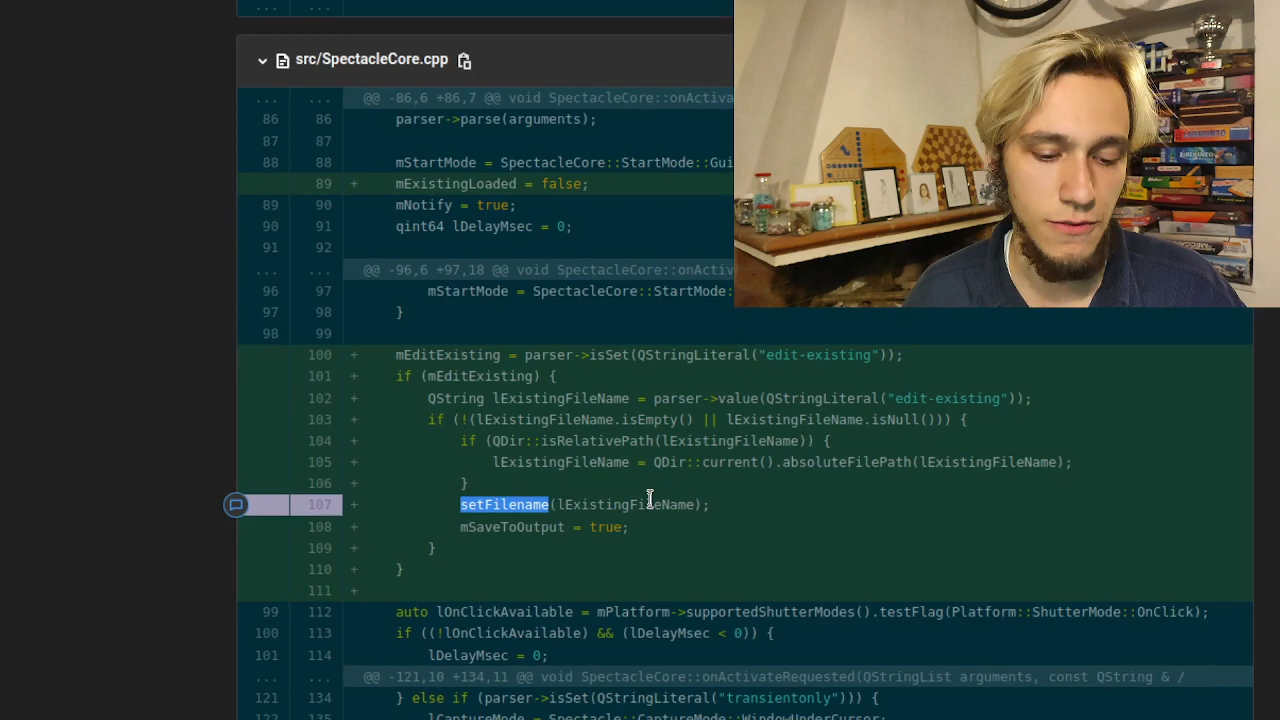 ... ...
src/SpectacleCore.cpp
... ... @@ -86,6 +86,7 @@ void SpectacleCore::onActiva
86 86 parser->parse(arguments);
87 87
88 88 mStartMode = SpectacleCore::StartMode::Gui
89 + mExistingLoaded = false;
89 90 mNotify = true;
90 91 qint64 lDelayMsec = 0;
91 92
... ... @@ -96,6 +97,18 @@ void SpectacleCore::onActiv
96 97 mStartMode = SpectacleCore::StartMode:
97 98 }
98 99
100 + mEditExisting = parser->isSet(QStringLiteral("edit-existing"));
101 + if (mEditExisting) {
102 + QString lExistingFileName = parser->value(QStringLiteral("edit-existing"));
103 + if (!(lExistingFileName.isEmpty() || lExistingFileName.isNull())) {
104 + if (QDir::isRelativePath(lExistingFileName)) {
105 + lExistingFileName = QDir::current().absoluteFilePath(lExistingFileName);
106 + }
107 + setFilename(lExistingFileName);
108 + mSaveToOutput = true;
109 + }
110 + }
111 +
99 112 auto lOnClickAvailable = mPlatform->supportedShutterModes().testFlag(Platform::ShutterMode::OnClick);
100 113 if ((!lOnClickAvailable) && (lDelayMsec < 0)) {
101 114 lDelayMsec = 0;
... ... @@ -121,10 +134,11 @@ void SpectacleCore::onActivateRequested(QStringList arguments, const QString & /
121 134 } else if (parser->isSet(QStringLiteral("transientonly"))) {
122 135 lCaptureMode = Spectacle::CaptureMode::WindowUnderCursor;
LABIRINTO